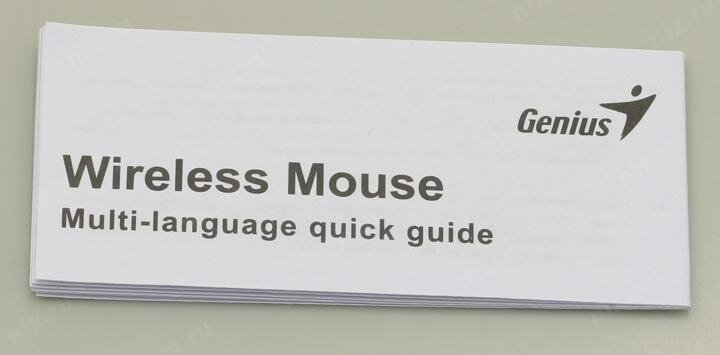 Genius
Wireless Mouse
Multi-language quick guide